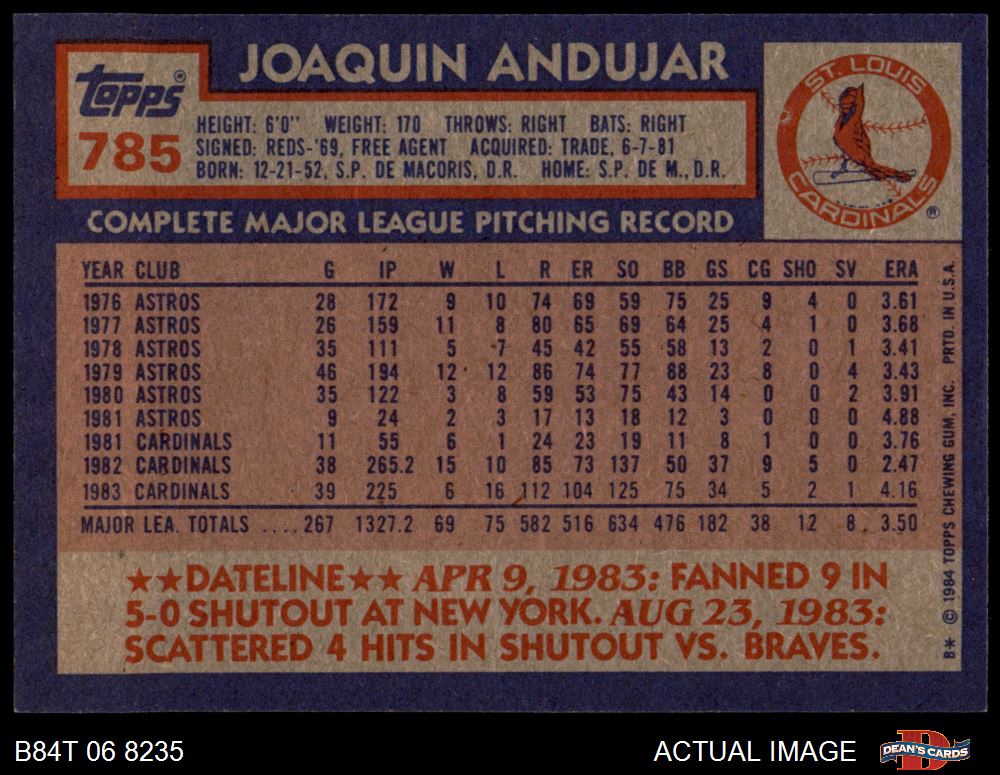 JOAQUIN ANDUJAR
Topps®
785
HEIGHT: 6'0" WEIGHT: 170 THROWS: RIGHT BATS: RIGHT
SIGNED: REDS-'69, FREE AGENT ACQUIRED: TRADE, 6-7-81
BORN: 12-21-52, S.P. DE MACORIS, D.R. HOME: S.P. DE M., D.R.
ST. LOUIS
CARDINALS ®
COMPLETE MAJOR LEAGUE PITCHING RECORD
YEAR CLUB G IP W L R ER SO BB GS CG SHO SV ERA
1976 ASTROS 28 172 9 10 74 69 59 75 25 9 4 0 3.61
1977 ASTROS 26 159 11 8 80 65 69 64 25 4 1 0 3.68
1978 ASTROS 35 111 5 7 45 42 55 58 13 2 0 1 3.41
1979 ASTROS 46 194 12 12 86 74 77 88 23 8 0 4 3.43
1980 ASTROS 35 122 3 8 59 53 75 43 14 0 0 2 3.91
1981 ASTROS 9 24 2 3 17 13 18 12 3 0 0 0 4.88
1981 CARDINALS 11 55 6 1 24 23 19 11 8 1 0 0 3.76
1982 CARDINALS 38 265.2 15 10 85 73 137 50 37 9 5 0 2.47
1983 CARDINALS 39 225 6 16 112 104 125 75 34 5 2 1 4.16
MAJOR LEA. TOTALS .... 267 1327.2 69 75 582 516 634 476 182 38 12 8 3.50
★★DATELINE★★ APR 9, 1983: FANNED 9 IN
5-0 SHUTOUT AT NEW YORK. AUG 23, 1983:
SCATTERED 4 HITS IN SHUTOUT VS. BRAVES.
B* © 1984 TOPPS CHEWING GUM, INC. PRTD. IN U.S.A.
B84T 06 8235
ACTUAL IMAGE
D
DEAN'S CARDS